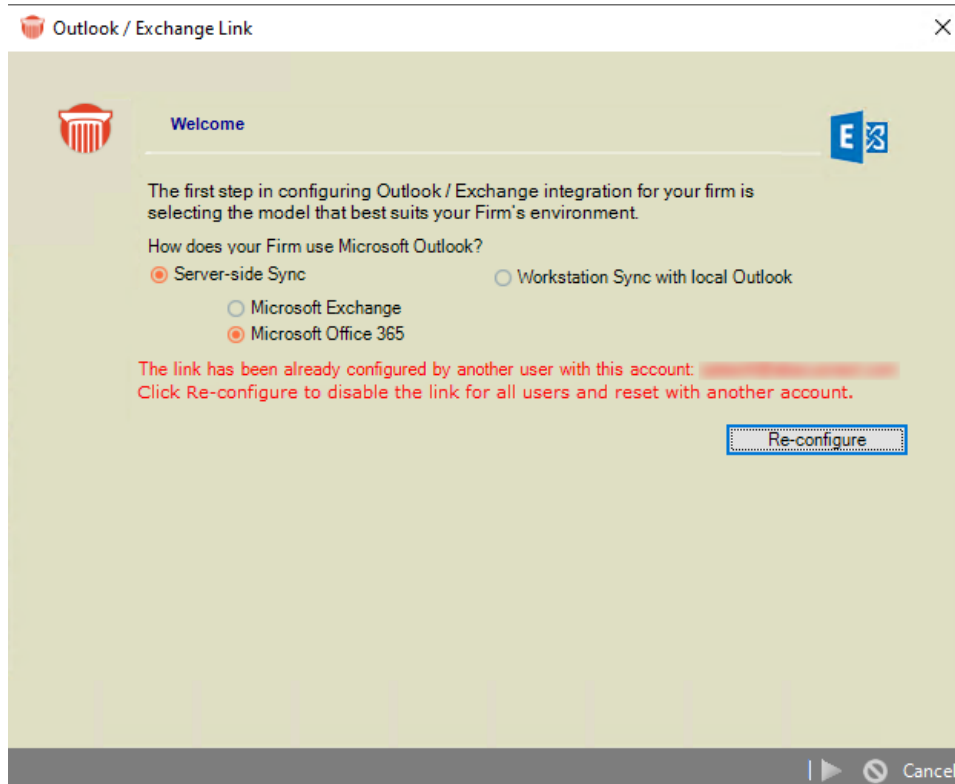 Outlook / Exchange Link
Welcome
E
The first step in configuring Outlook / Exchange integration for your firm is
selecting the model that best suits your Firm's environment.
How does your Firm use Microsoft Outlook?
Server-side Sync
Workstation Sync with local Outlook
Microsoft Exchange
Microsoft Office 365
The link has been already configured by another user with this account:
Click Re-configure to disable the link for all users and reset with another account.
Re-configure
Cancel